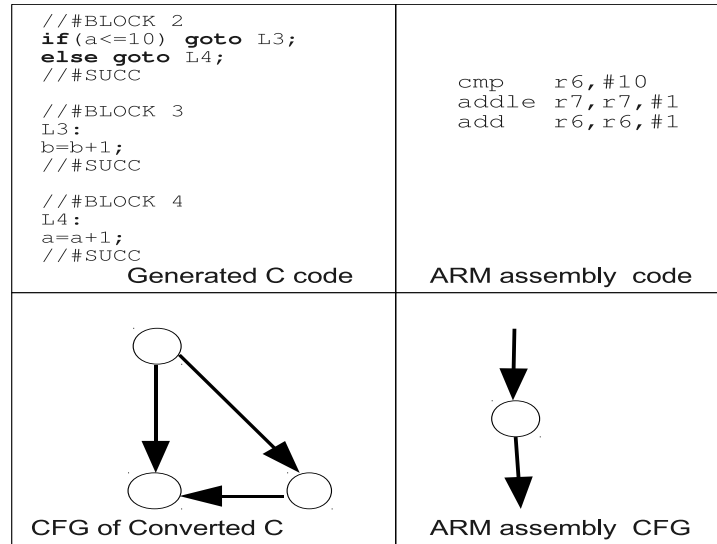 //#BLOCK 2
if(a<=10) goto L3;
else goto L4;
//#SUCC
//#BLOCK 3
L3:
b=b+1;
//#SUCC
//#BLOCK 4
L4:
a=a+1;
//#SUCC
Generated C code
cmp r6,#10
addle r7,r7,#1
add r6,r6,#1
ARM assembly code
CFG of Converted C
ARM assembly CFG